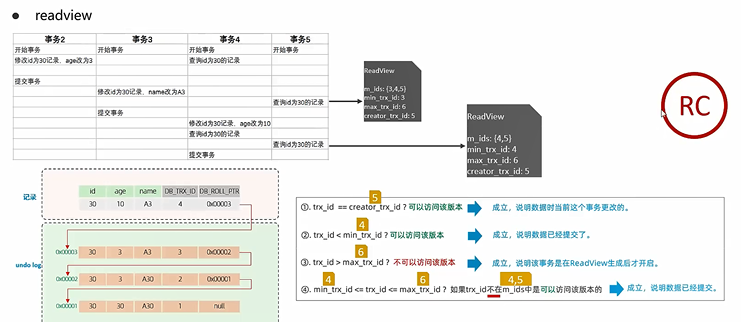 ● readview
事务2 事务3 事务4 事务5
开始事务 开始事务 开始事务 开始事务
修改id为30记录、age改为3 查询id为30的记录
提交事务
修改id为30记录、name改为A3
查询id为30的记录
提交事务
修改id为30记录、age改为10
查询id为30的记录
查询id为30的记录
提交事务
ReadView
m_ids: {3,4,5}
min_trx_id: 3
max_trx_id: 6
creator_trx_id: 5
ReadView
m_ids: {4,5}
min_trx_id: 4
max_trx_id: 6
creator_trx_id: 5
RC
记录
id age name DB_TRX_ID DB_ROLL_PTR
30 10 A3 4 0x00003
undo log
0x00003 30 3 A3 3 0x00002
0x00002 30 3 A30 2 0x00001
0x00001 30 30 A30 1 null
5
①. trx_id == creator_trx_id ? 可以访问该版本 成立，说明数据时当前这个事务更改的。
4
②. trx_id < min_trx_id ? 可以访问该版本 成立，说明数据已经提交了。
6
③. trx_id > max_trx_id ? 不可以访问该版本 成立，说明该事务是在ReadView生成后才开启。
4 6 4,5
④. min_trx_id <= trx_id <= max_trx_id ? 如果trx_id不在m_ids中是可以访问该版本的 成立，说明数据已经提交。